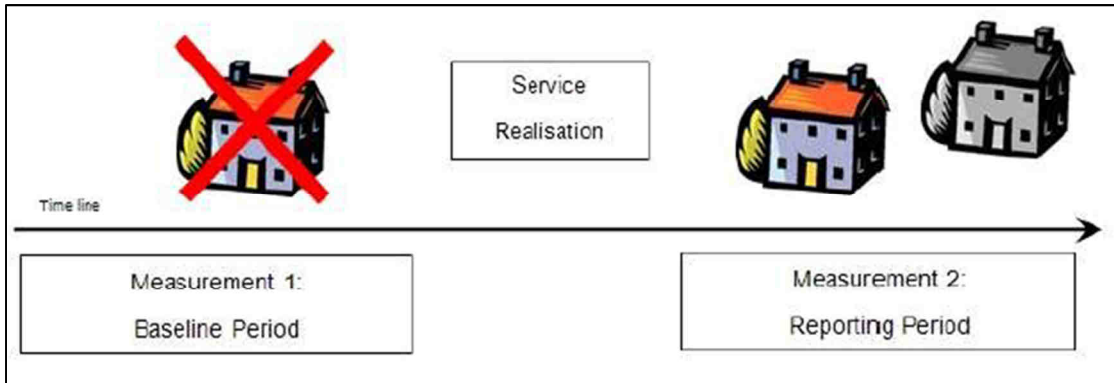 Service
Realisation
Time line
Measurement 1:
Baseline Period
Measurement 2:
Reporting Period